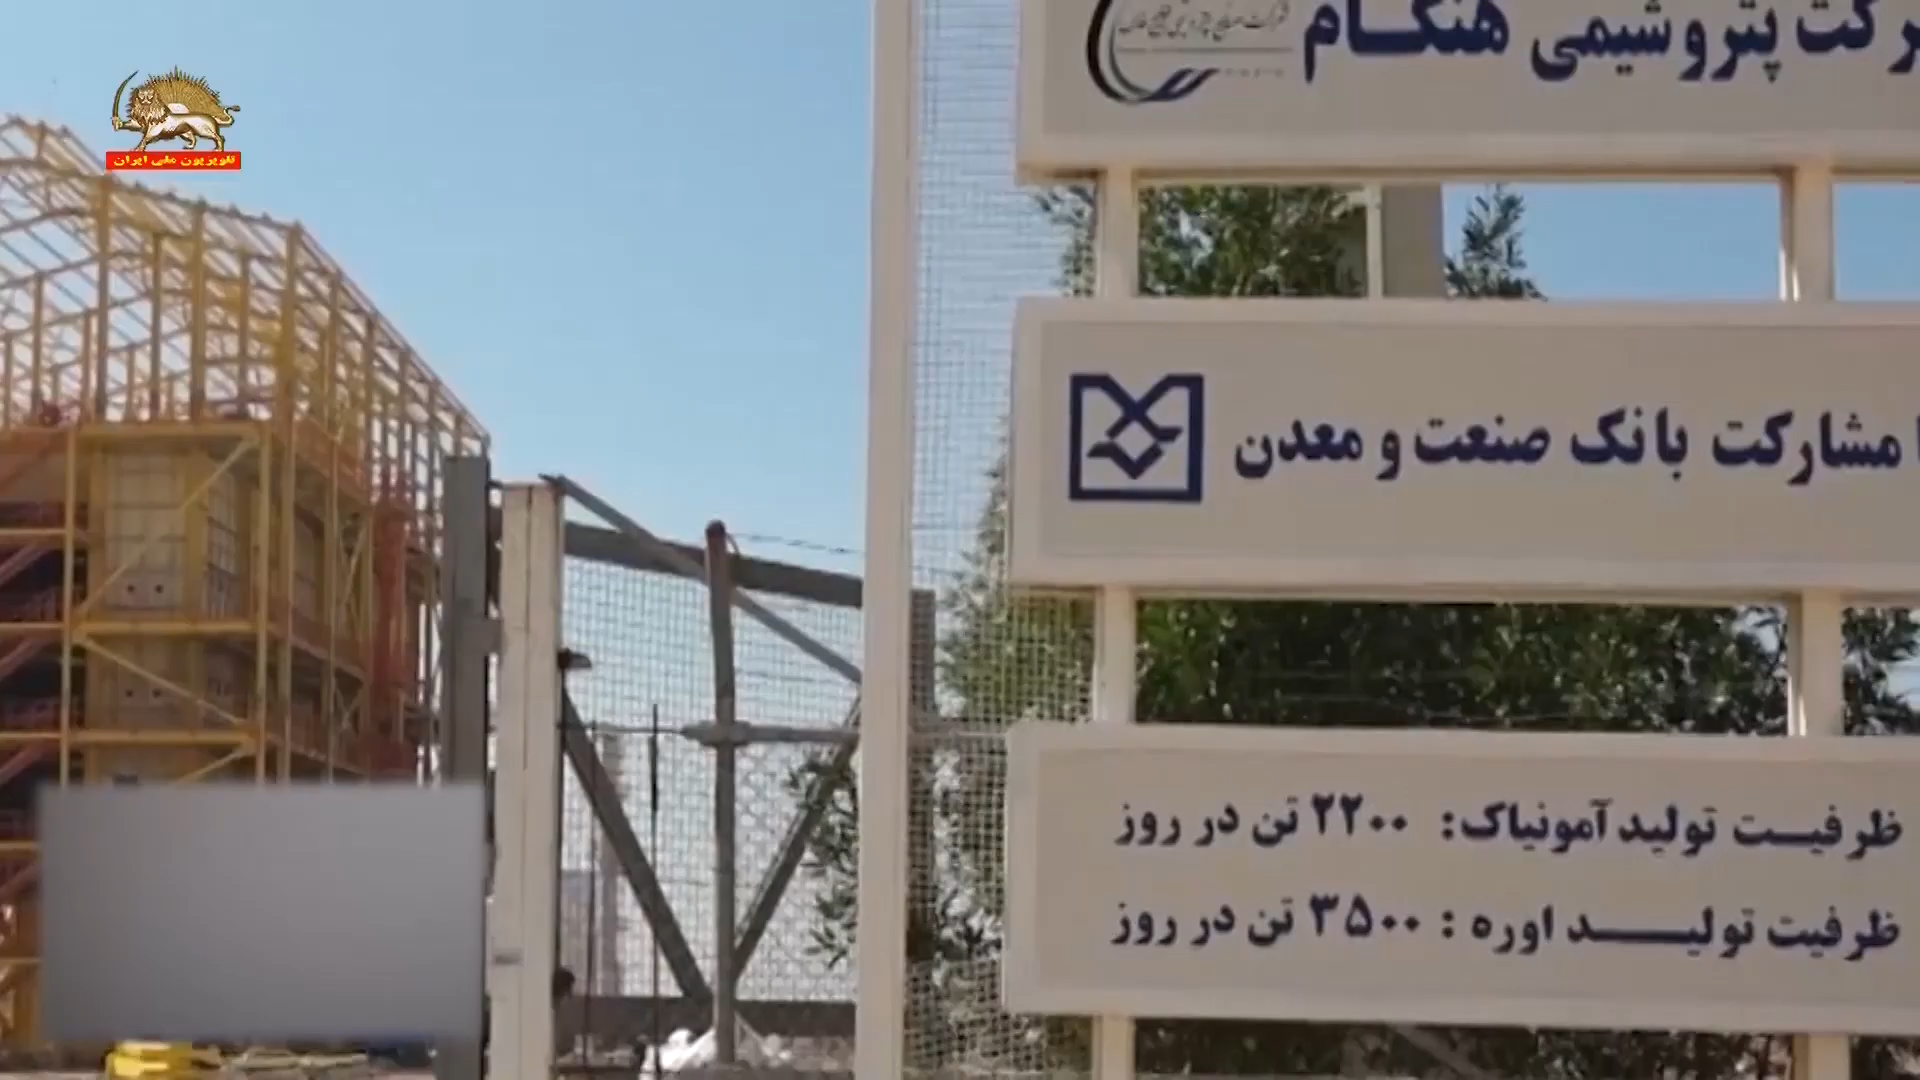 تلویزیون ملی ایران
رکت پتروشیمی هنگام
ا مشارکت بانک صنعت و معدن
ظرفیت تولید آمونیاک: ۲۲۰۰ تن در روز
ظرفیت تولید اوره : ۳۵۰۰ تن در روز